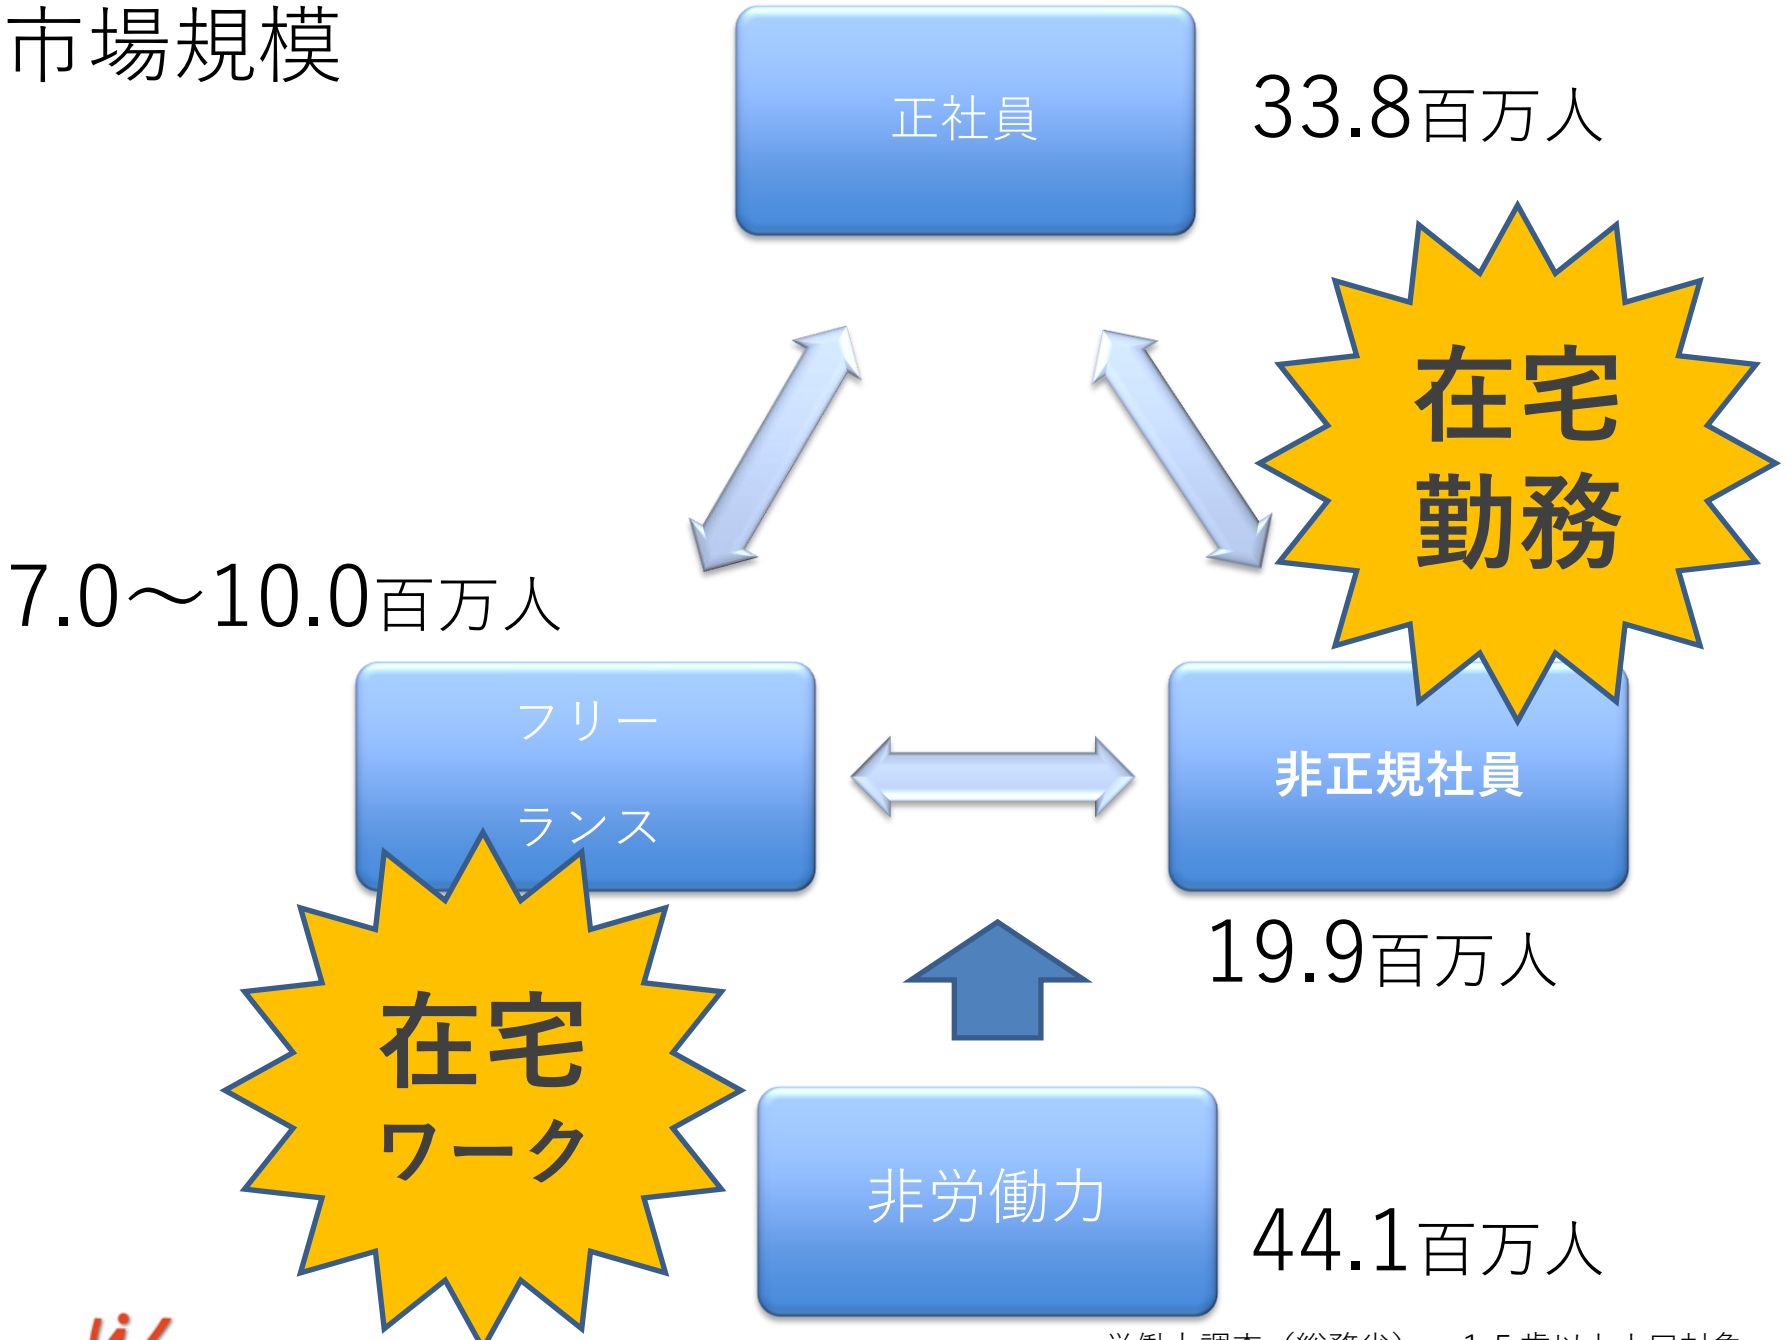 市場規模
正社員
33.8百万人
在宅
勤務
7.0～10.0百万人
フリー
ランス
非正規社員
19.9百万人
在宅
ワーク
非労働力
44.1百万人